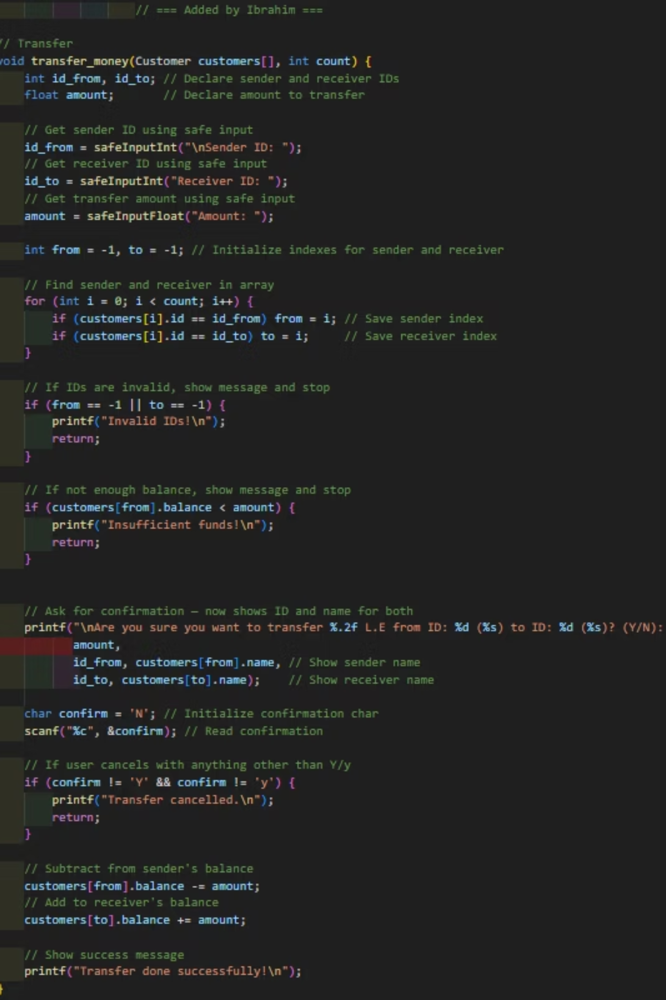 // === Added by Ibrahim ===
// Transfer
void transfer_money(Customer customers[], int count) {
int id_from, id_to; // Declare sender and receiver IDs
float amount; // Declare amount to transfer
// Get sender ID using safe input
id_from = safeInputInt("\nSender ID: ");
// Get receiver ID using safe input
id_to = safeInputInt("Receiver ID: ");
// Get transfer amount using safe input
amount = safeInputFloat("Amount: ");
int from = -1, to = -1; // Initialize indexes for sender and receiver
// Find sender and receiver in array
for (int i = 0; i < count; i++) {
if (customers[i].id == id_from) from = i; // Save sender index
if (customers[i].id == id_to) to = i; // Save receiver index
}
// If IDs are invalid, show message and stop
if (from == -1 || to == -1) {
printf("Invalid IDs!\n");
return;
}
// If not enough balance, show message and stop
if (customers[from].balance < amount) {
printf("Insufficient funds!\n");
return;
}
// Ask for confirmation — now shows ID and name for both
printf("\nAre you sure you want to transfer %.2f L.E from ID: %d (%s) to ID: %d (%s)? (Y/N):
amount,
id_from, customers[from].name, // Show sender name
id_to, customers[to].name); // Show receiver name
char confirm = 'N'; // Initialize confirmation char
scanf("%c", &confirm); // Read confirmation
// If user cancels with anything other than Y/y
if (confirm != 'Y' && confirm != 'y') {
printf("Transfer cancelled.\n");
return;
}
// Subtract from sender's balance
customers[from].balance -= amount;
// Add to receiver's balance
customers[to].balance += amount;
// Show success message
printf("Transfer done successfully!\n");
}